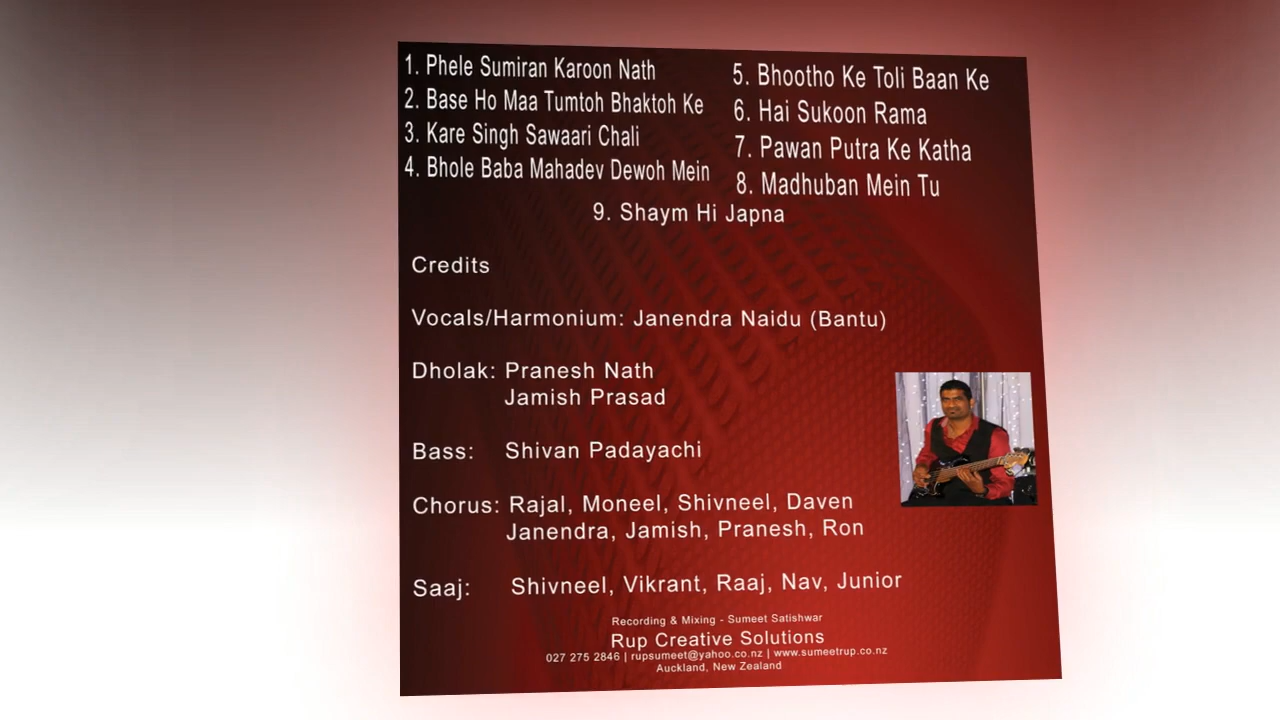 1. Phele Sumiran Karoon Nath
2. Base Ho Maa Tumtoh Bhaktoh Ke
3. Kare Singh Sawaari Chali
4. Bhole Baba Mahadev Dewoh Mein
5. Bhootho Ke Toli Baan Ke
6. Hai Sukoon Rama
7. Pawan Putra Ke Katha
8. Madhuban Mein Tu
9. Shaym Hi Japna
Credits
Vocals/Harmonium: Janendra Naidu (Bantu)
Dholak: Pranesh Nath
Jamish Prasad
Bass: Shivan Padayachi
Chorus: Rajal, Moneel, Shivneel, Daven
Janendra, Jamish, Pranesh, Ron
Saaj: Shivneel, Vikrant, Raaj, Nav, Junior
Recording & Mixing - Sumeet Satishwar
Rup Creative Solutions
027 275 2846 | rupsumeet@yahoo.co.nz | www.sumeetrup.co.nz
Auckland, New Zealand